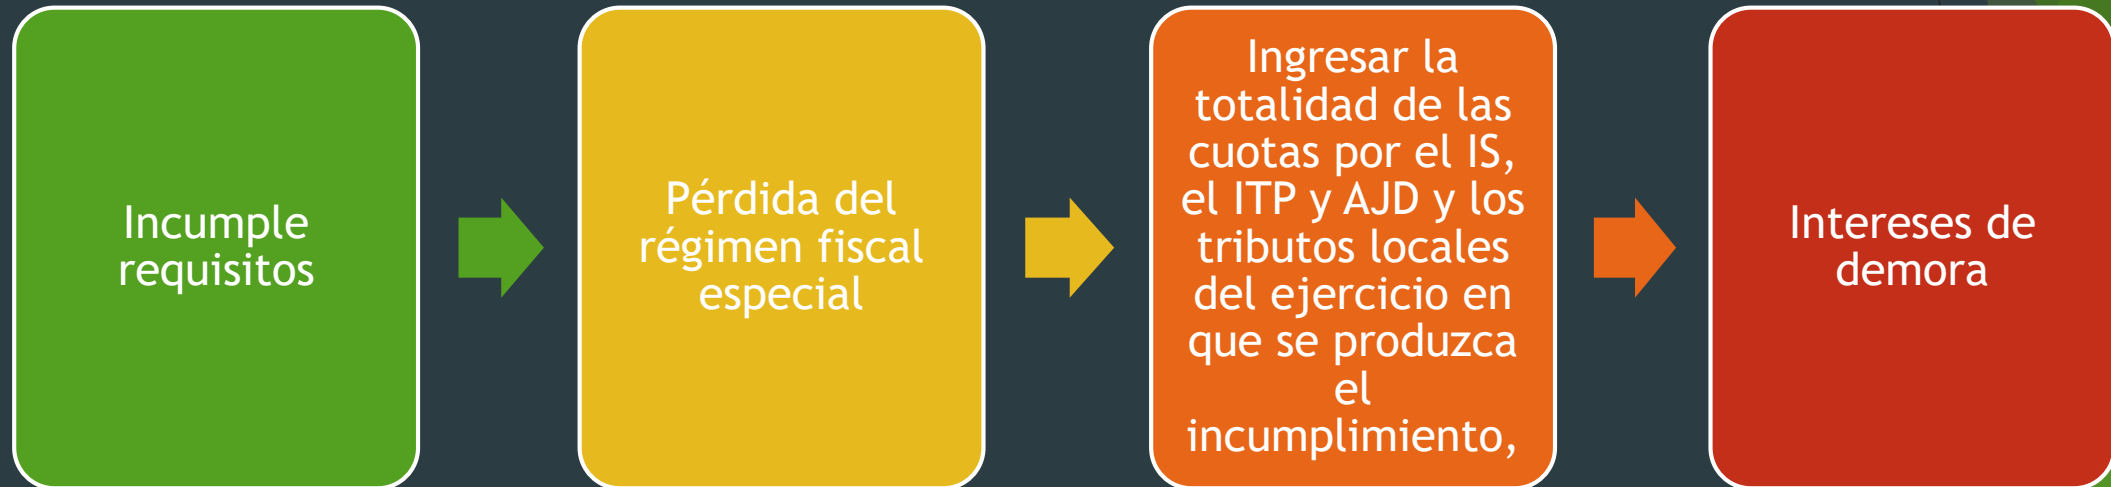 Incumple
requisitos
Pérdida del
régimen fiscal
especial
Ingresar la
totalidad de las
cuotas por el IS,
el ITP y AJD y los
tributos locales
del ejercicio en
que se produzca
el
incumplimiento,
Intereses de
demora